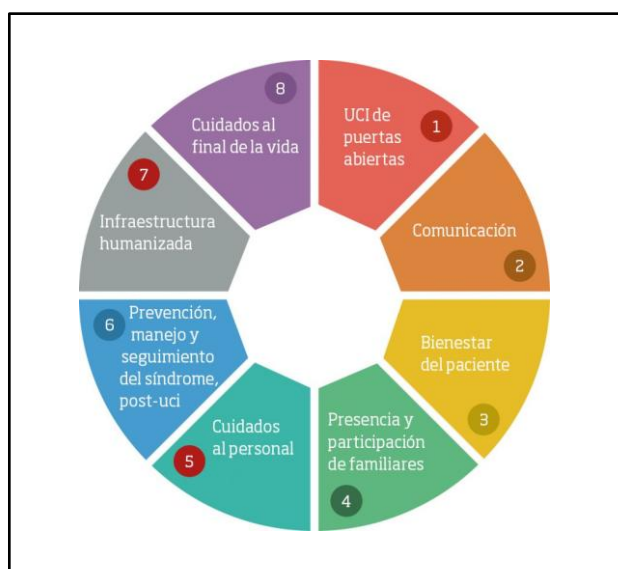 1
UCI de
puertas
abiertas
Comunicación
2
Bienestar
del paciente
3
Presencia y
participación
de familiares
4
Cuidados
al personal
5
6
Prevención,
manejo y
seguimiento
del síndrome,
post-uci
7
Infraestructura
humanizada
8
Cuidados al
final de la vida